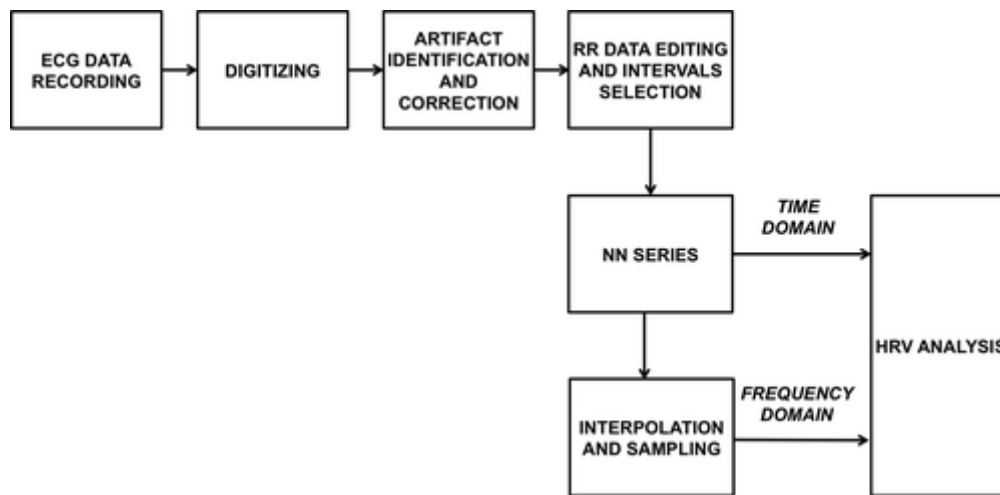 ECG DATA
RECORDING
DIGITIZING
ARTIFACT
IDENTIFICATION
AND
CORRECTION
RR DATA EDITING
AND INTERVALS
SELECTION
NN SERIES
TIME
DOMAIN
HRV ANALYSIS
INTERPOLATION
AND SAMPLING
FREQUENCY
DOMAIN